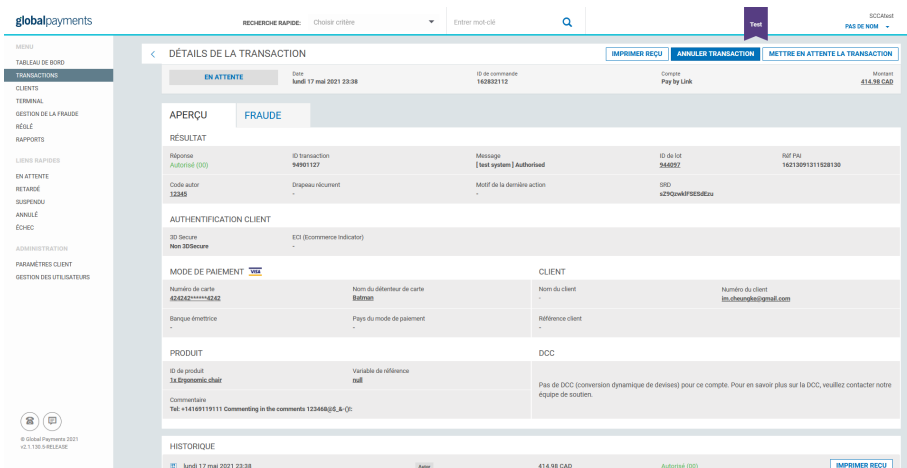 globalpayments
RECHERCHE RAPIDE: Choisir critère Entrer mot-clé
Test
SCCAtest
PAS DE NOM
MENU
TABLEAU DE BORD
TRANSACTIONS
CLIENTS
TERMINAL
GESTION DE LA FRAUDE
RÉGLÉ
RAPPORTS
LIENS RAPIDES
EN ATTENTE
RETARDÉ
SUSPENDU
ANNULÉ
ÉCHEC
ADMINISTRATION
PARAMÈTRES CLIENT
GESTION DES UTILISATEURS
© Global Payments 2021
v2.1.130.5-RELEASE
< DÉTAILS DE LA TRANSACTION
IMPRIMER REÇU ANNULER TRANSACTION METTRE EN ATTENTE LA TRANSACTION
EN ATTENTE
Date ID de commande Compte Montant
lundi 17 mai 2021 23:38 162832112 Pay by Link 414.98 CAD
APERÇU FRAUDE
RÉSULTAT
Réponse ID transaction Message ID de lot Réf PAI
Autorisé (00) 94901127 [ test system ] Authorised 944097 16213091311528130
Code autor Drapeau récurrent Motif de la dernière action SRD
12345 - - sZ9QzwklFSESdEzu
AUTHENTIFICATION CLIENT
3D Secure ECI (Ecommerce Indicator)
Non 3DSecure -
MODE DE PAIEMENT VISA CLIENT
Numéro de carte Nom du détenteur de carte Nom du client Numéro du client
424242******4242 Batman - im.cheungke@gmail.com
Banque émettrice Pays du mode de paiement Référence client
- - -
PRODUIT DCC
ID de produit Variable de référence
1x Ergonomic chair null
Pas de DCC (conversion dynamique de devises) pour ce compte. Pour en savoir plus sur la DCC, veuillez contacter notre
équipe de soutien.
Commentaire
Tel: +14169119111 Commenting in the comments 123468@$_&-()!:
HISTORIQUE
lundi 17 mai 2021 23:38 414.98 CAD Autorisé (00) IMPRIMER REÇU